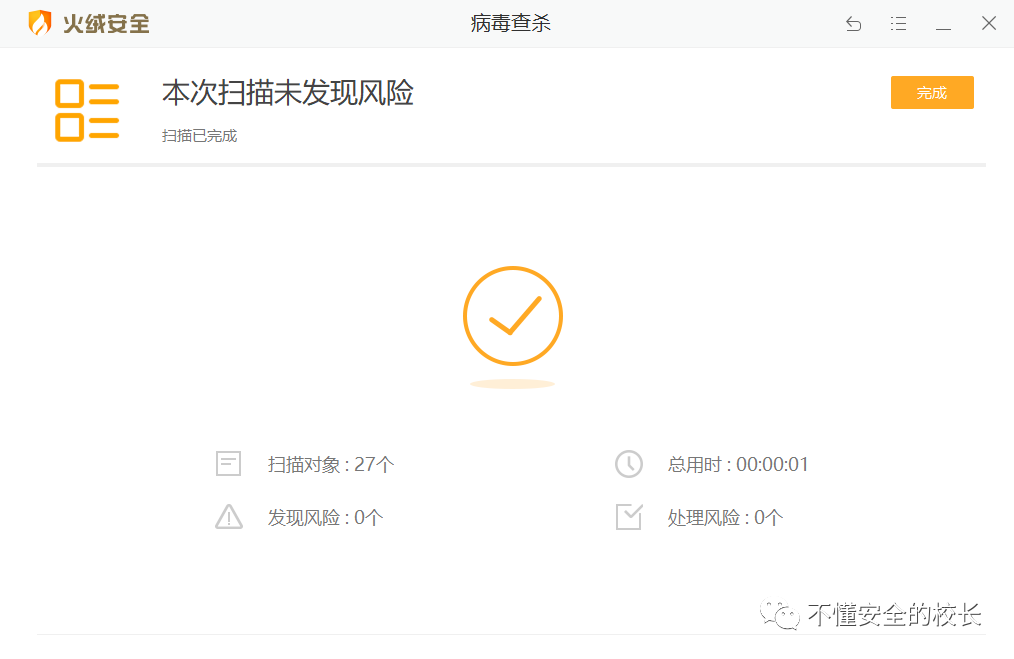 火绒安全
病毒查杀
本次扫描未发现风险
完成
扫描已完成
扫描对象 : 27个
总用时 : 00:00:01
发现风险 : 0个
处理风险 : 0个
不懂安全的校长